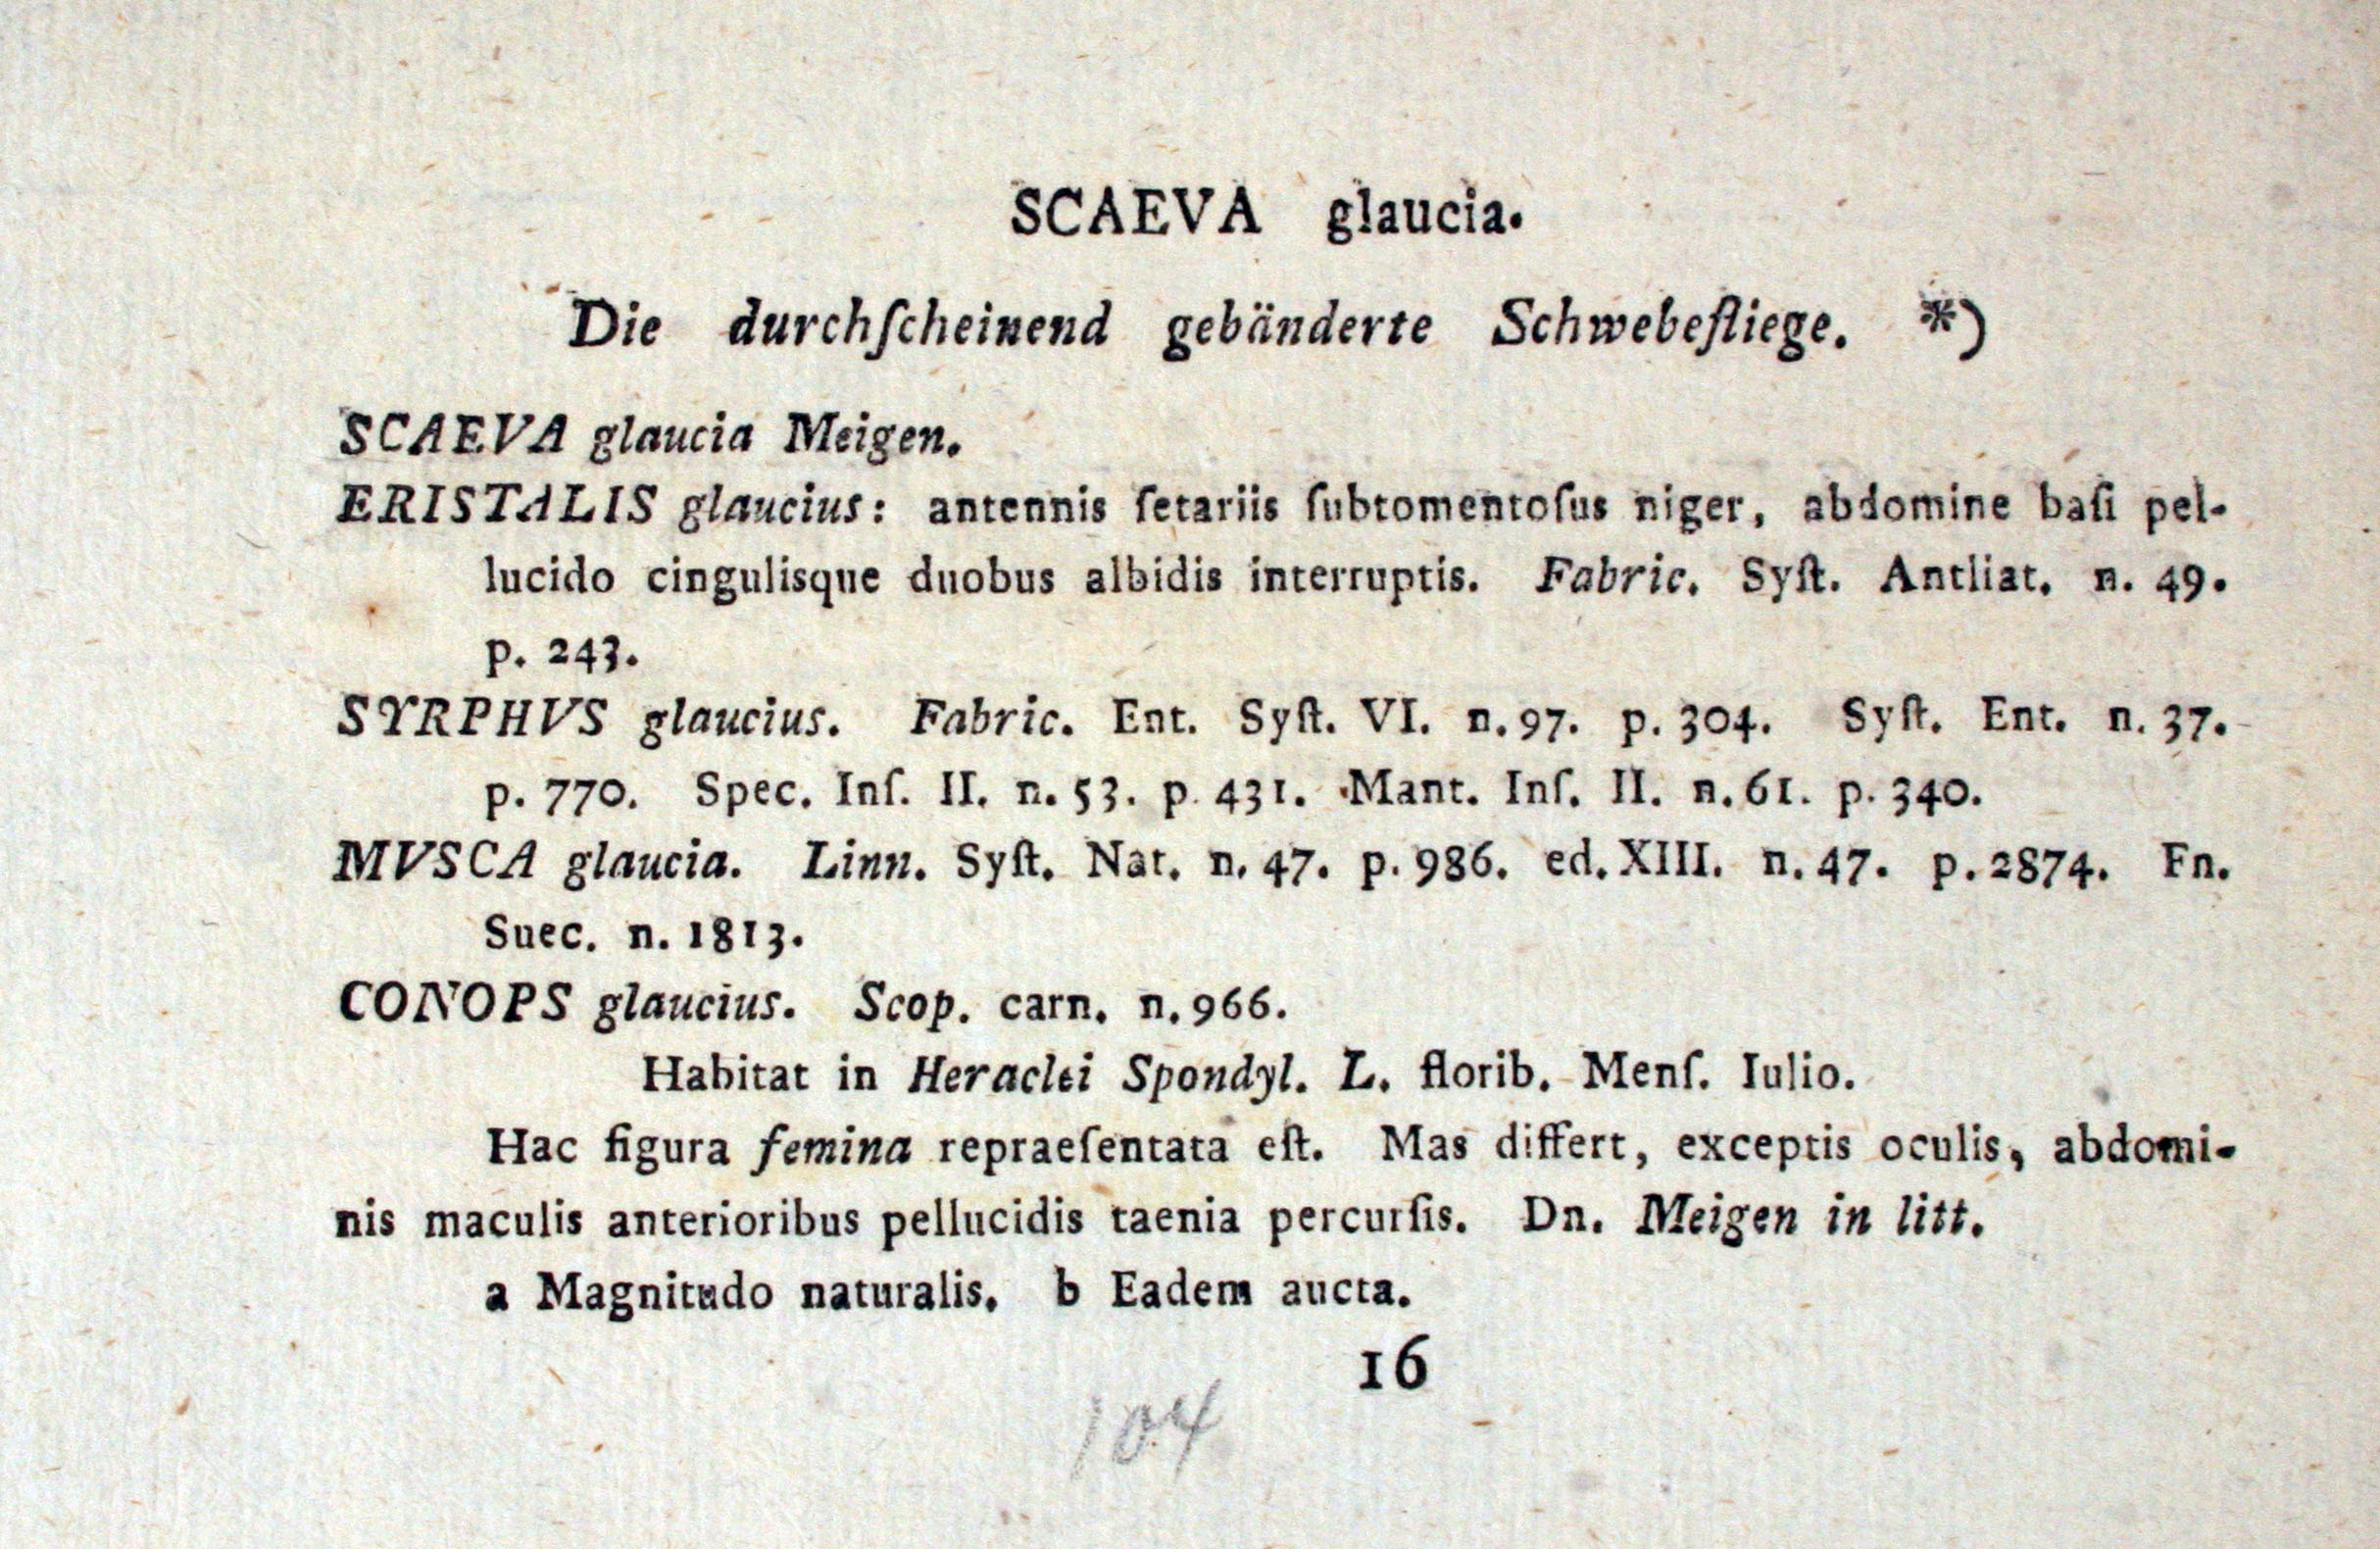 SCAEVA glaucia.
Die durchſcheinend gebänderte Schwebefliege. *)
SCAEVA glaucia Meigen.
ERISTALIS glaucius: antennis ſetariis ſubtomentoſus niger, abdomine baſi pel-
lucido cingulisque duobus albidis interruptis. Fabric. Syſt. Antliat. n. 49.
p. 243.
SYRPHVS glaucius. Fabric. Ent. Syſt. VI. n. 97. p. 304. Syſt. Ent. n. 37.
p. 770. Spec. Inſ. II. n. 53. p. 431. Mant. Inſ. II. n. 61. p. 340.
MVSCA glaucia. Linn. Syſt. Nat. n. 47. p. 986. ed. XIII. n. 47. p. 2874. Fn.
Suec. n. 1813.
CONOPS glaucius. Scop. carn. n. 966.
Habitat in Heraclei Spondyl. L. florib. Menſ. Iulio.
Hac figura femina repraeſentata eſt. Mas differt, exceptis oculis, abdomi-
nis maculis anterioribus pellucidis taenia percurſis. Dn. Meigen in litt.
a Magnitudo naturalis. b Eadem aucta.
16
104